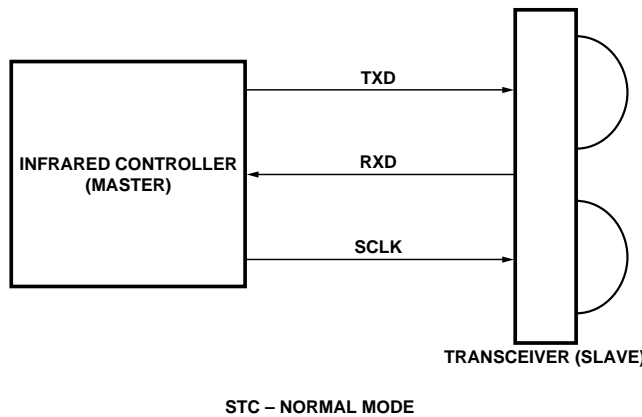 TXD
INFRARED CONTROLLER
(MASTER)
RXD
SCLK
TRANSCEIVER (SLAVE)
STC – NORMAL MODE